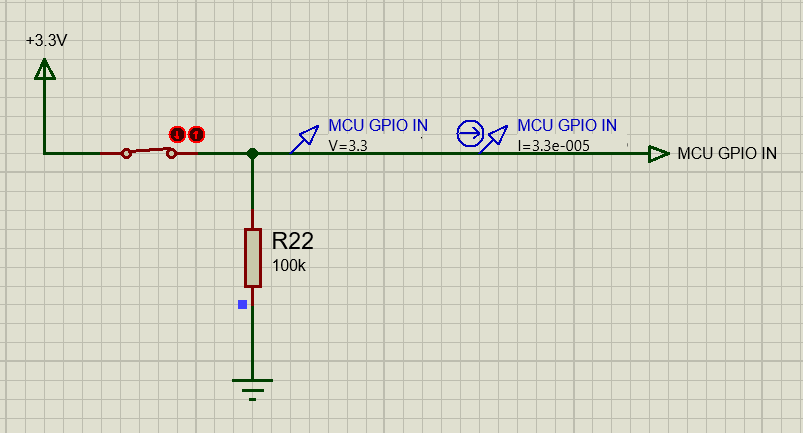 +3.3V
MCU GPIO IN
V=3.3
MCU GPIO IN
I=3.3e-005
MCU GPIO IN
R22
100k